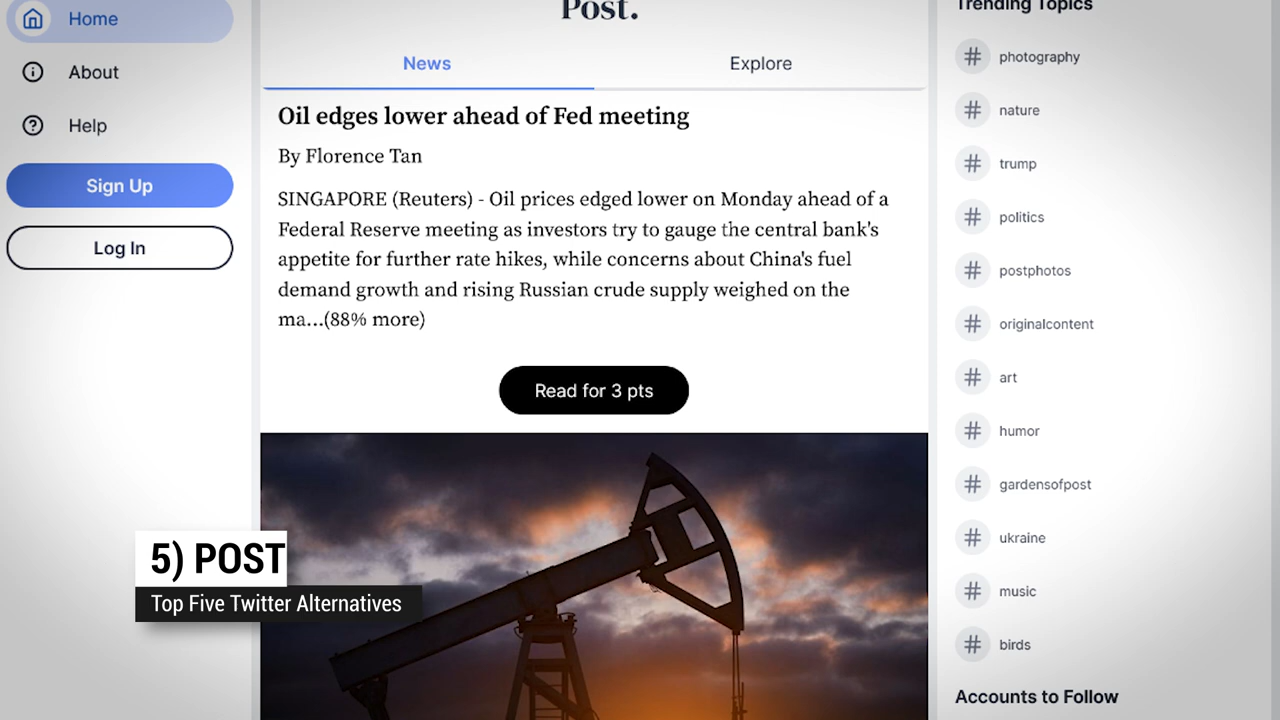 Home
About
Help
Sign Up
Log In
Post.
News
Explore
Oil edges lower ahead of Fed meeting
By Florence Tan
SINGAPORE (Reuters) - Oil prices edged lower on Monday ahead of a
Federal Reserve meeting as investors try to gauge the central bank's
appetite for further rate hikes, while concerns about China's fuel
demand growth and rising Russian crude supply weighed on the
ma...(88% more)
Read for 3 pts
5) POST
Top Five Twitter Alternatives
Trending Topics
# photography
# nature
# trump
# politics
# postphotos
# originalcontent
# art
# humor
# gardensofpost
# ukraine
# music
# birds
Accounts to Follow